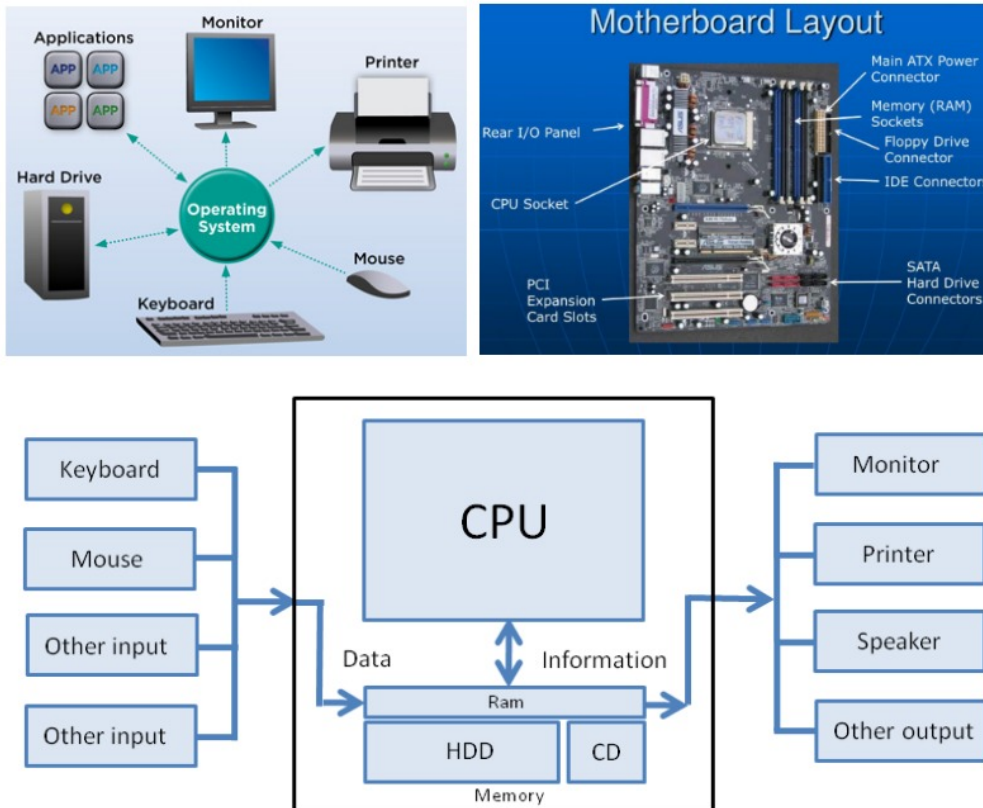 Applications
APP APP
APP APP
Monitor
Printer
Hard Drive
Operating
System
Mouse
Keyboard
Motherboard Layout
Main ATX Power
Connector
Memory (RAM)
Sockets
Rear I/O Panel
Floppy Drive
Connector
IDE Connector
CPU Socket
SATA
Hard Drive
Connectors
PCI
Expansion
Card Slots
Keyboard
Mouse
Other input
Other input
CPU
Data
Information
Ram
HDD
CD
Memory
Monitor
Printer
Speaker
Other output